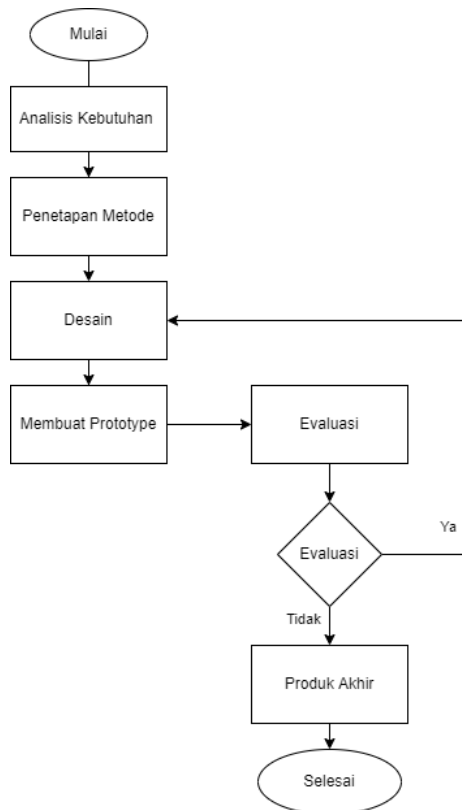 Mulai
Analisis Kebutuhan
Penetapan Metode
Desain
Membuat Prototype
Evaluasi
Evaluasi
Ya
Tidak
Produk Akhir
Selesai